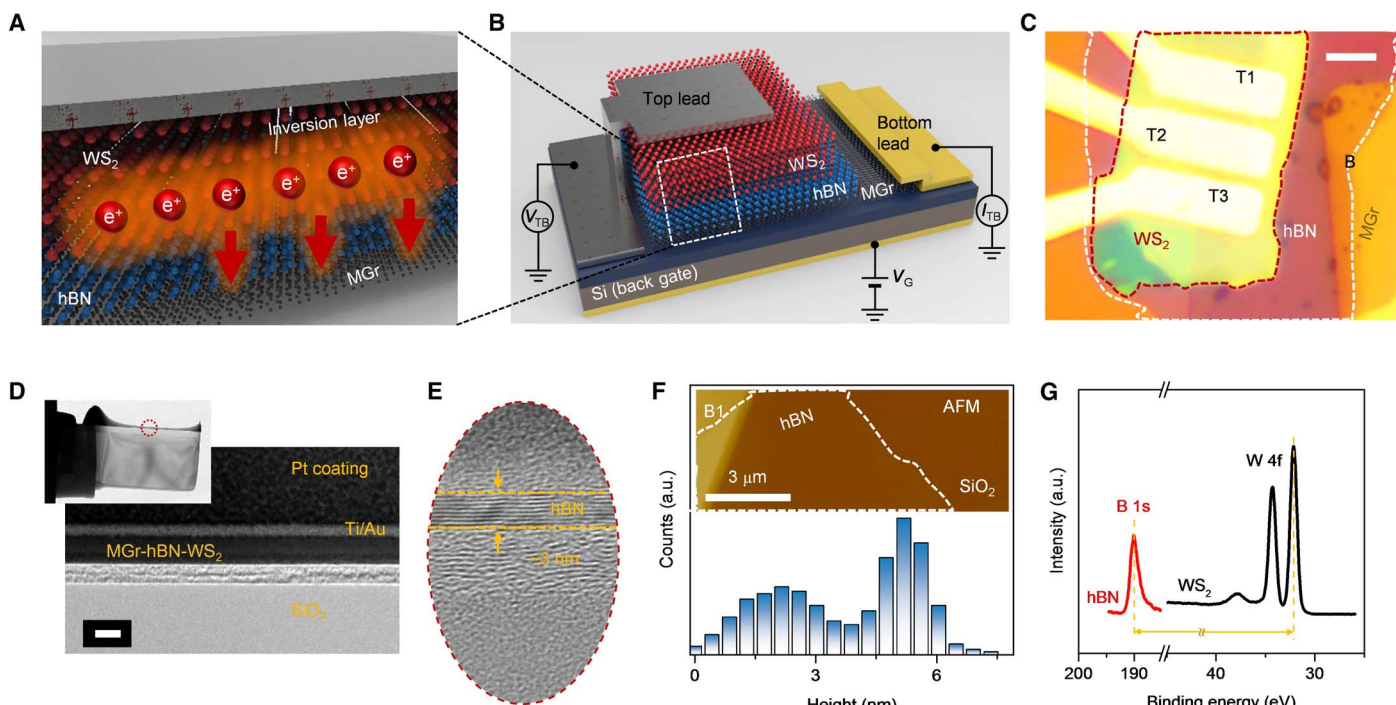 A
WS2
Inversion layer
e+ e+ e+ e+ e+ e+
hBN
MGr
B
Top lead
Bottom
lead
WS2
hBN
MGr
VTB
ITB
Si (back gate)
VG
C
T1
T2
T3
B
WS2
hBN
MGr
D
Pt coating
Ti/Au
MGr-hBN-WS2
SiO2
E
hBN
~3 nm
F
B1
hBN
AFM
3 μm
SiO2
Counts (a.u.)
0 3 6
Height (nm)
G
Intensity (a.u.)
B 1s
W 4f
hBN
WS2
200 190 40 30
Binding energy (eV)